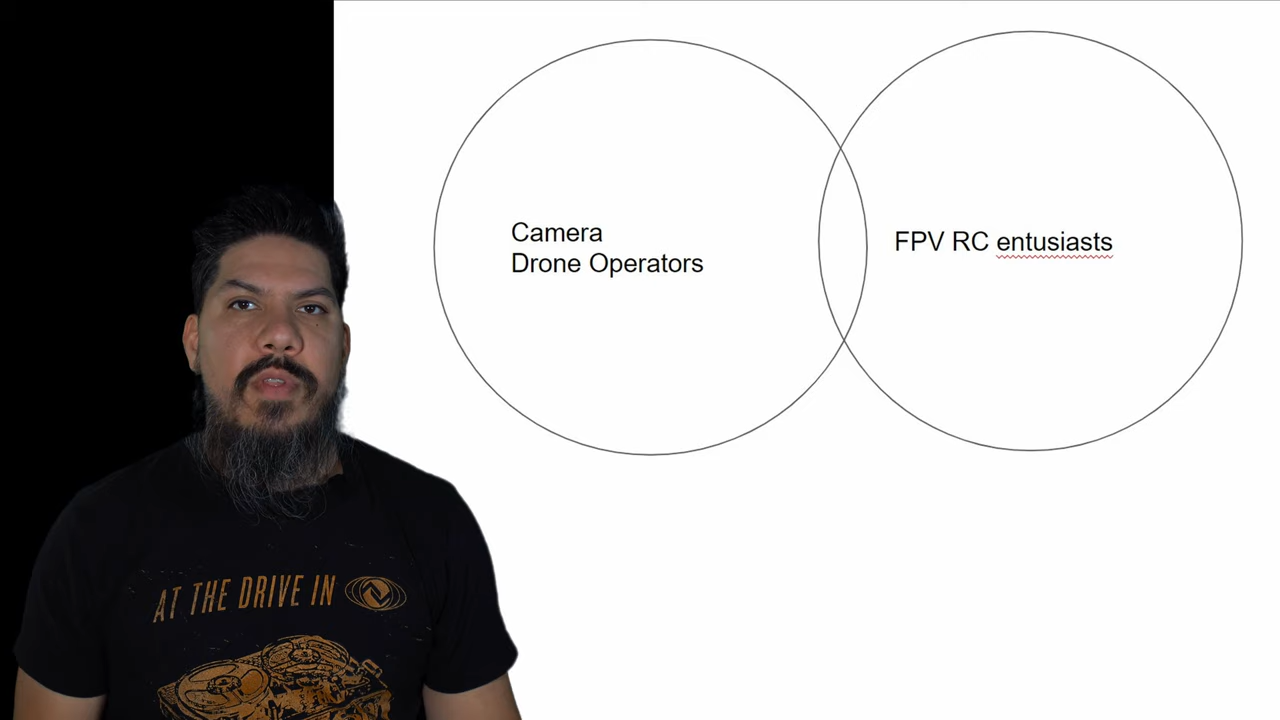 Camera
Drone Operators
FPV RC entusiasts
AT THE DRIVE IN